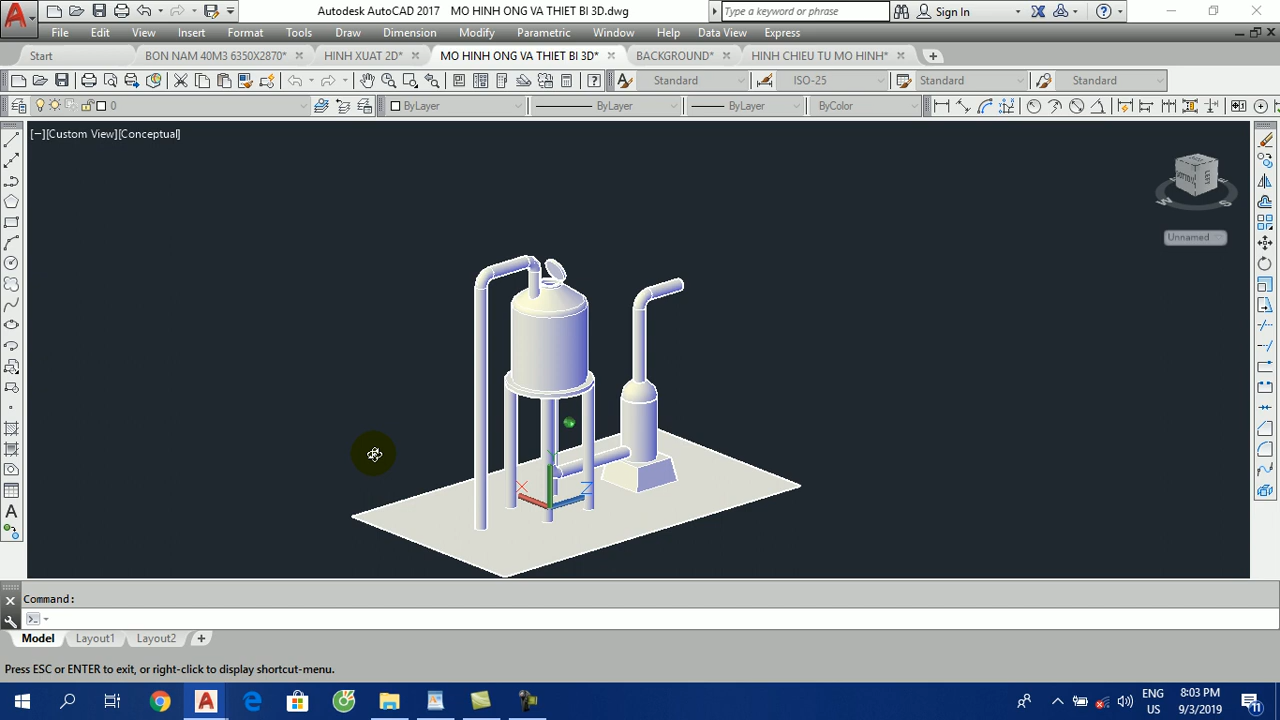 Autodesk AutoCAD 2017 MO HINH ONG VA THIET BI 3D.dwg
Type a keyword or phrase
Sign In
File Edit View Insert Format Tools Draw Dimension Modify Parametric Window Help Data View Express
Start
BON NAM 40M3 6350X2870*
HINH XUAT 2D*
MO HINH ONG VA THIET BI 3D*
BACKGROUND*
HINH CHIEU TU MO HINH*
Standard
ISO-25
Standard
Standard
0
ByLayer
ByLayer
ByLayer
ByColor
[−][Custom View][Conceptual]
LEFT
W
S
Unnamed
Y
X
Z
Command:
Model
Layout1
Layout2
Press ESC or ENTER to exit, or right-click to display shortcut-menu.
ENG
US
8:03 PM
9/3/2019
11